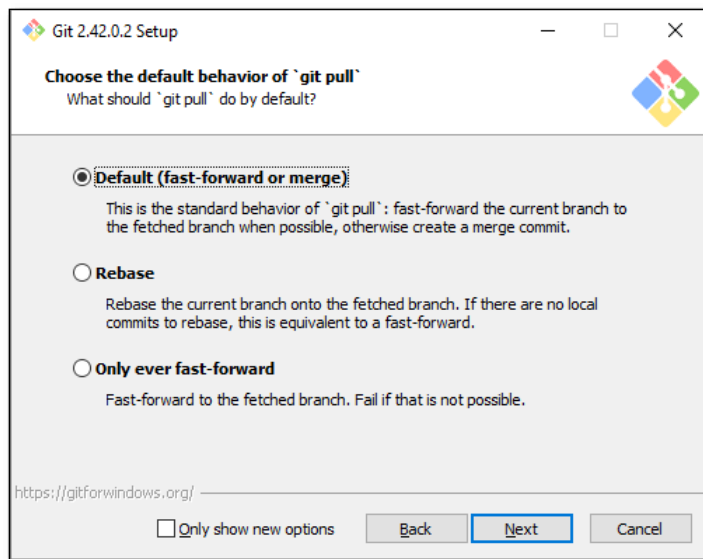 Git 2.42.0.2 Setup
Choose the default behavior of `git pull`
What should `git pull` do by default?
Default (fast-forward or merge)
This is the standard behavior of `git pull`: fast-forward the current branch to
the fetched branch when possible, otherwise create a merge commit.
Rebase
Rebase the current branch onto the fetched branch. If there are no local
commits to rebase, this is equivalent to a fast-forward.
Only ever fast-forward
Fast-forward to the fetched branch. Fail if that is not possible.
https://gitforwindows.org/
Only show new options Back Next Cancel